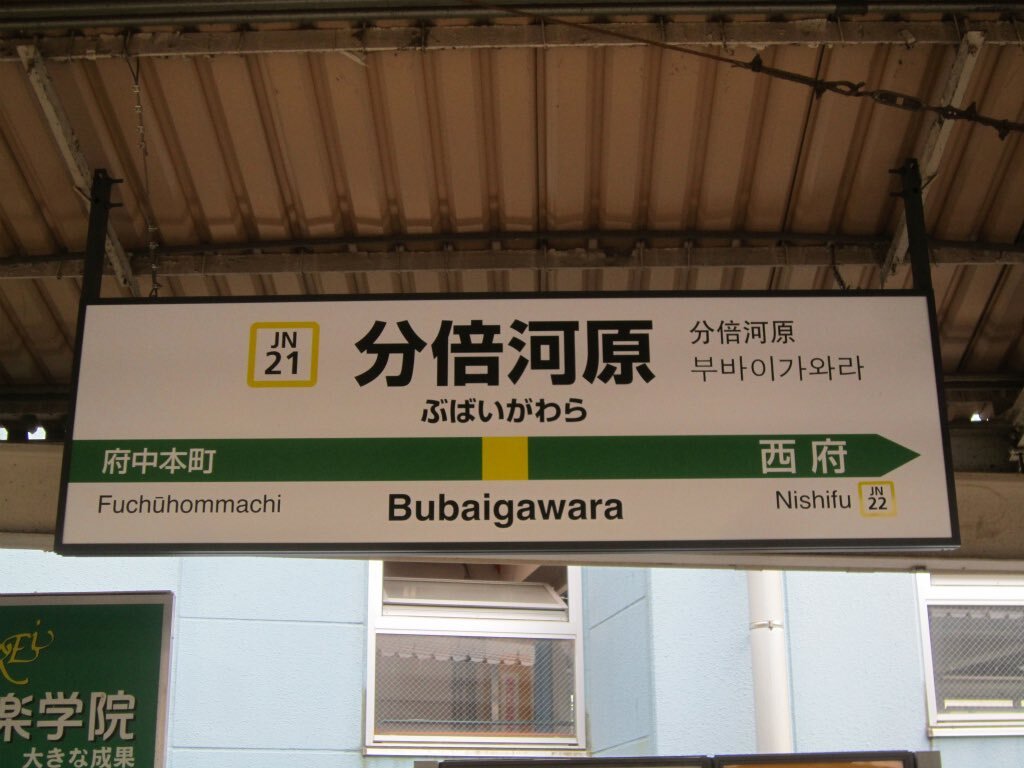 JN
21
分倍河原
分倍河原
부바이가와라
ぶばいがわら
府中本町
西府
Fuchūhommachi
Bubaigawara
Nishifu
JN
22
Ei
楽学院
大きな成果